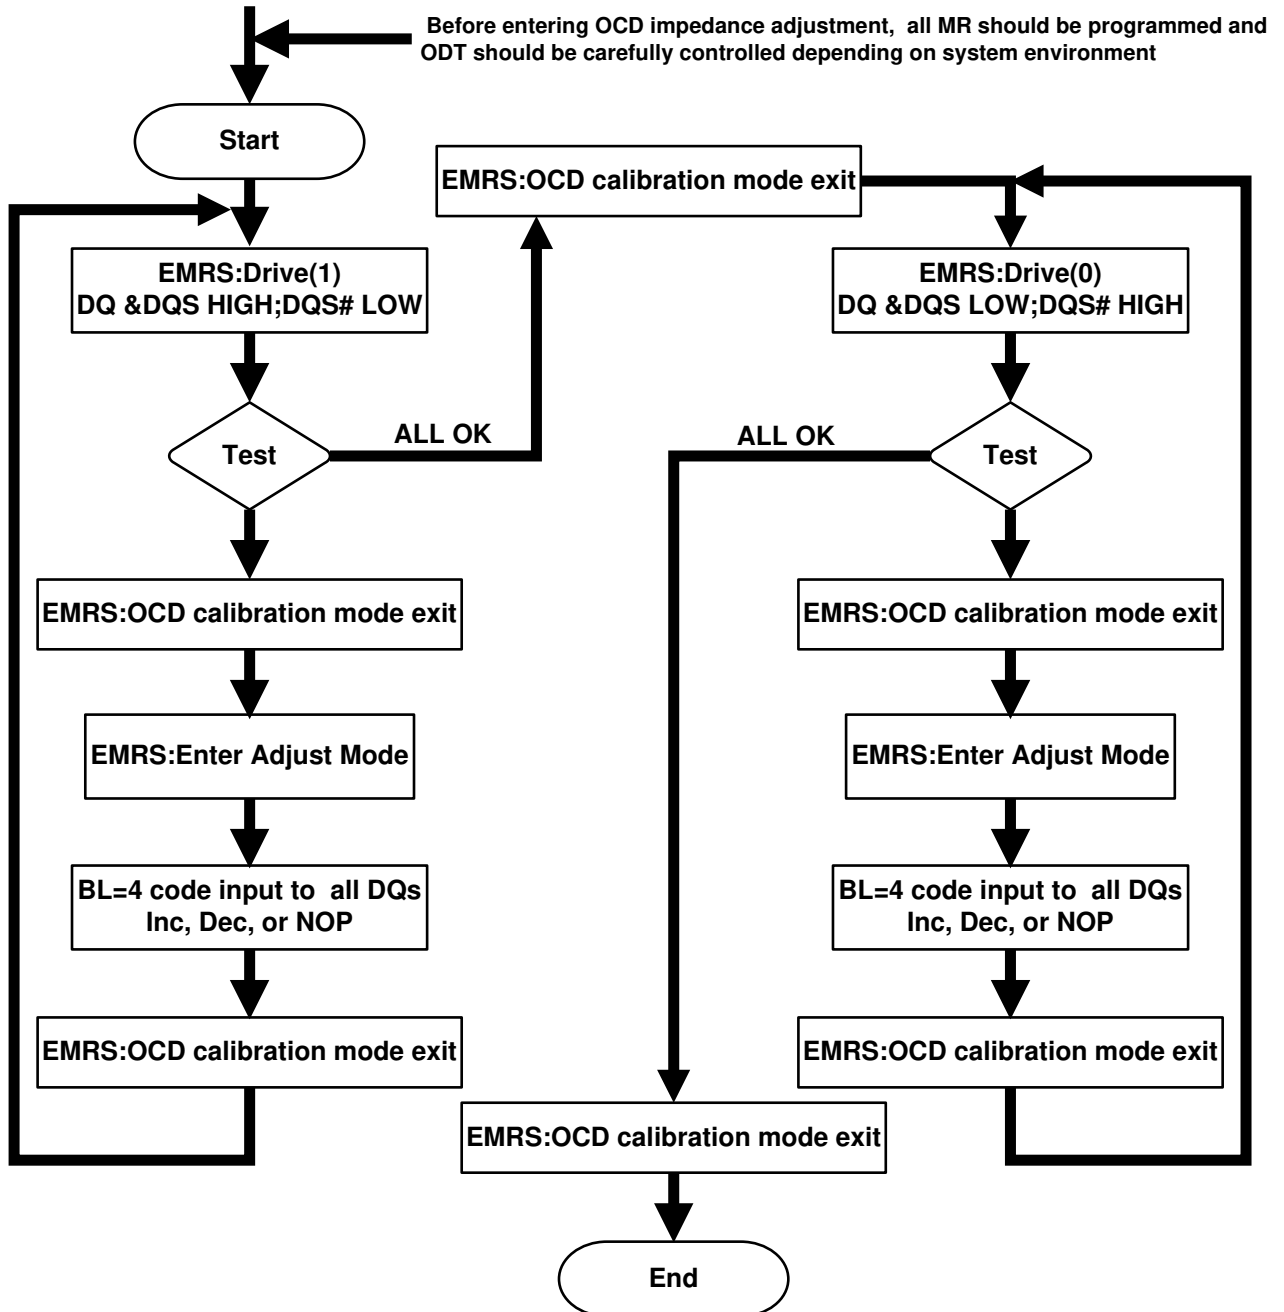 Before entering OCD impedance adjustment, all MR should be programmed and
ODT should be carefully controlled depending on system environment
Start
EMRS:Drive(1)
DQ &DQS HIGH;DQS# LOW
Test
ALL OK
EMRS:OCD calibration mode exit
EMRS:Enter Adjust Mode
BL=4 code input to all DQs
Inc, Dec, or NOP
EMRS:OCD calibration mode exit
EMRS:OCD calibration mode exit
EMRS:Drive(0)
DQ &DQS LOW;DQS# HIGH
Test
ALL OK
EMRS:OCD calibration mode exit
EMRS:Enter Adjust Mode
BL=4 code input to all DQs
Inc, Dec, or NOP
EMRS:OCD calibration mode exit
EMRS:OCD calibration mode exit
End